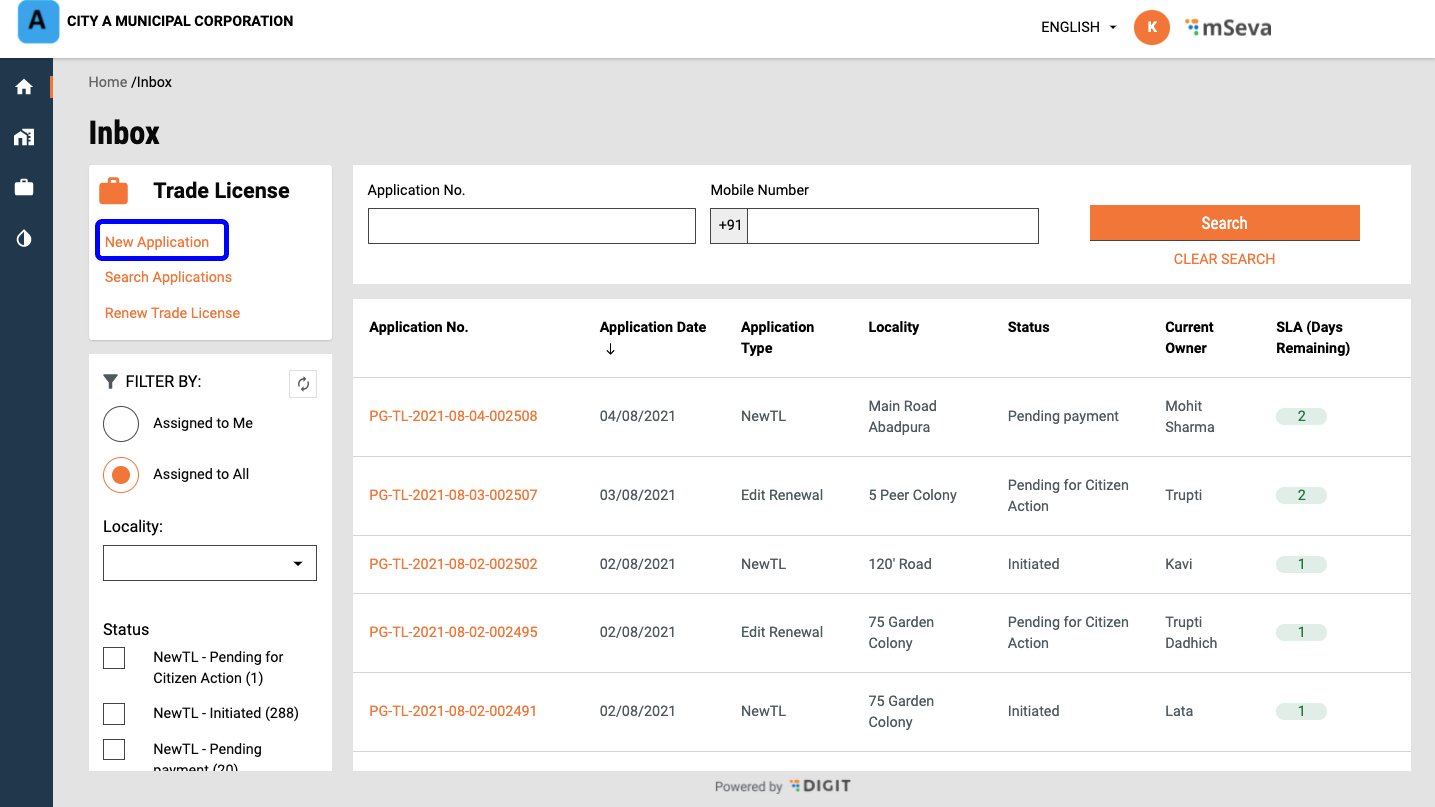 A
CITY A MUNICIPAL CORPORATION
ENGLISH
K
mSeva
Home /Inbox
Inbox
Trade License
New Application
Search Applications
Renew Trade License
FILTER BY:
Assigned to Me
Assigned to All
Locality:
Status
NewTL - Pending for
Citizen Action (1)
NewTL - Initiated (288)
NewTL - Pending
payment (20)
Application No.
Mobile Number
+91
Search
CLEAR SEARCH
Application No. Application Date ↓ Application Type Locality Status Current Owner SLA (Days Remaining)
PG-TL-2021-08-04-002508 04/08/2021 NewTL Main Road Abadpura Pending payment Mohit Sharma 2
PG-TL-2021-08-03-002507 03/08/2021 Edit Renewal 5 Peer Colony Pending for Citizen Action Trupti 2
PG-TL-2021-08-02-002502 02/08/2021 NewTL 120' Road Initiated Kavi 1
PG-TL-2021-08-02-002495 02/08/2021 Edit Renewal 75 Garden Colony Pending for Citizen Action Trupti Dadhich 1
PG-TL-2021-08-02-002491 02/08/2021 NewTL 75 Garden Colony Initiated Lata 1
Powered by DIGIT